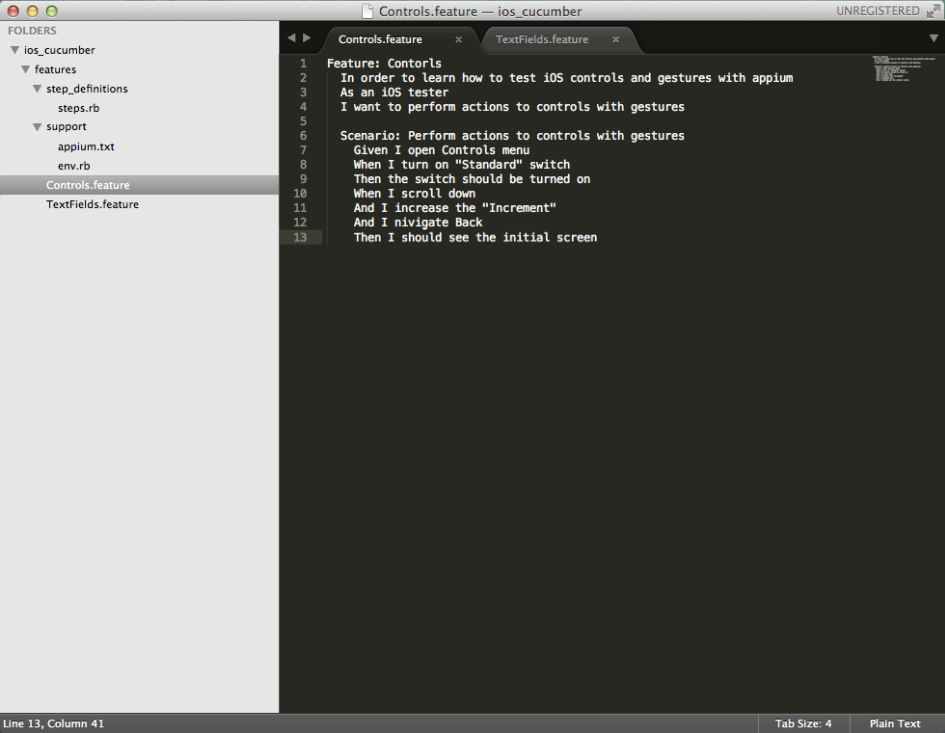 Controls.feature — ios_cucumber
UNREGISTERED
FOLDERS
ios_cucumber
features
step_definitions
steps.rb
support
appium.txt
env.rb
Controls.feature
TextFields.feature
Controls.feature ×
TextFields.feature ×
1 Feature: Contorls
2 In order to learn how to test iOS controls and gestures with appium
3 As an iOS tester
4 I want to perform actions to controls with gestures
5
6 Scenario: Perform actions to controls with gestures
7 Given I open Controls menu
8 When I turn on "Standard" switch
9 Then the switch should be turned on
10 When I scroll down
11 And I increase the "Increment"
12 And I nivigate Back
13 Then I should see the initial screen
Line 13, Column 41
Tab Size: 4
Plain Text